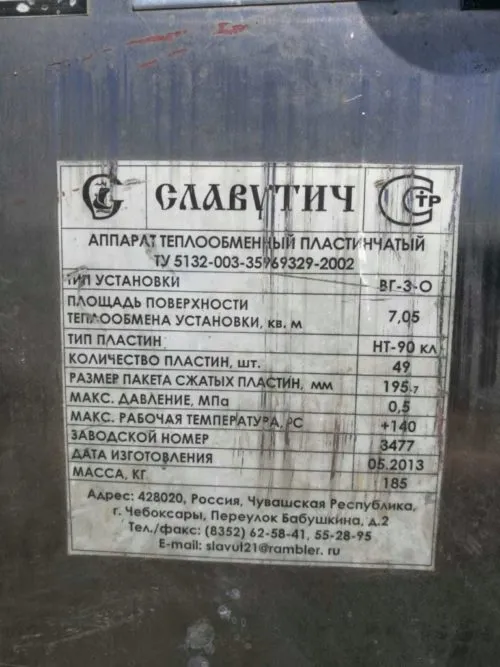 СЛАВУТИЧ
СТР
АППАРАТ ТЕПЛООБМЕННЫЙ ПЛАСТИНЧАТЫЙ
ТУ 5132-003-35969329-2002
ТИП УСТАНОВКИ ВГ-3-О
ПЛОЩАДЬ ПОВЕРХНОСТИ
ТЕПЛООБМЕНА УСТАНОВКИ, КВ. М 7,05
ТИП ПЛАСТИН НТ-90 КЛ
КОЛИЧЕСТВО ПЛАСТИН, ШТ. 49
РАЗМЕР ПАКЕТА СЖАТЫХ ПЛАСТИН, ММ 195-7
МАКС. ДАВЛЕНИЕ, МПа 0,5
МАКС. РАБОЧАЯ ТЕМПЕРАТУРА, °С +140
ЗАВОДСКОЙ НОМЕР 3477
ДАТА ИЗГОТОВЛЕНИЯ 05.2013
МАССА, КГ 185
Адрес: 428020, Россия, Чувашская Республика,
г. Чебоксары, Переулок Бабушкина, д.2
Тел./факс: (8352) 62-58-41, 55-28-95
E-mail: slavut21@rambler. ru